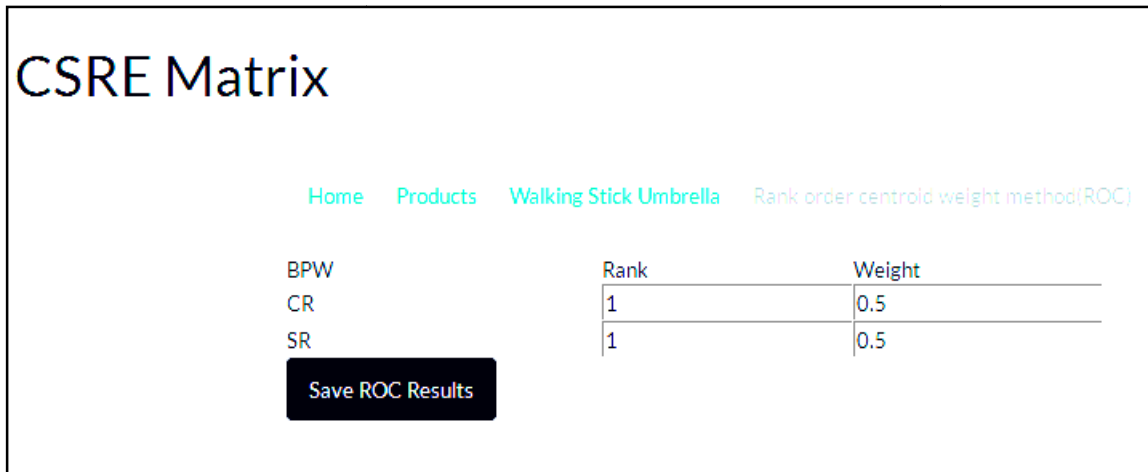 CSRE Matrix
Home Products Walking Stick Umbrella Rank order centroid weight method(ROC)
BPW Rank Weight
CR 1 0.5
SR 1 0.5
Save ROC Results